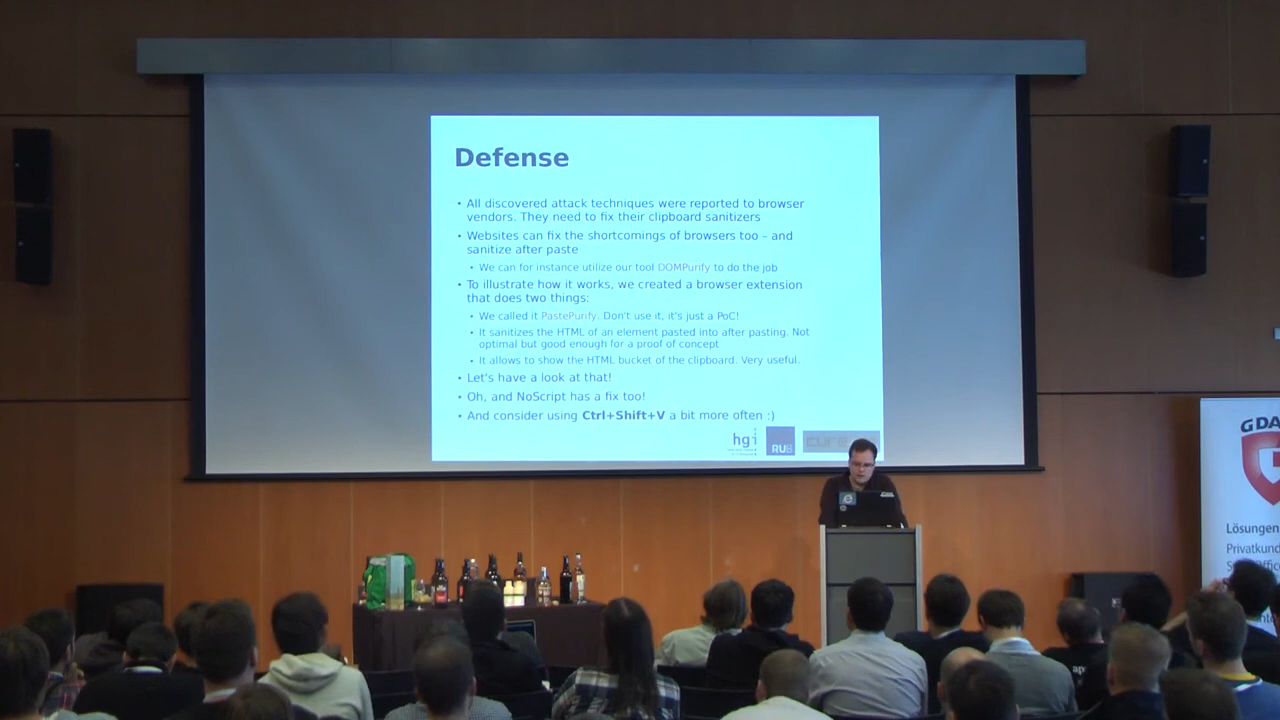 Defense
• All discovered attack techniques were reported to browser
vendors. They need to fix their clipboard sanitizers
• Websites can fix the shortcomings of browsers too – and
sanitize after paste
• We can for instance utilize our tool DOMPurify to do the job
• To illustrate how it works, we created a browser extension
that does two things:
• We called it PastePurify. Don't use it, it's just a PoC!
• It sanitizes the HTML of an element pasted into after pasting. Not
optimal but good enough for a proof of concept
• It allows to show the HTML bucket of the clipboard. Very useful.
• Let's have a look at that!
• Oh, and NoScript has a fix too!
• And consider using Ctrl+Shift+V a bit more often :)
hgi
RUB
G DA
Lösungen
Privatkund